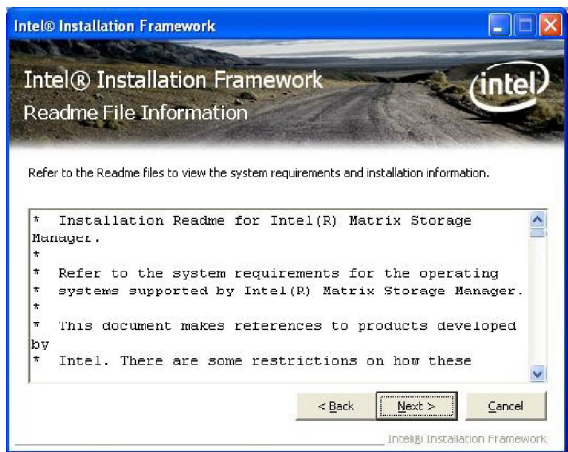 Intel® Installation Framework
Intel® Installation Framework
intel
Readme File Information
Refer to the Readme files to view the system requirements and installation information.
* Installation Readme for Intel(R) Matrix Storage
Manager.
*
* Refer to the system requirements for the operating
* systems supported by Intel(R) Matrix Storage Manager.
*
* This document makes references to products developed
by
* Intel. There are some restrictions on how these
< Back Next > Cancel
Intel® Installation Framework